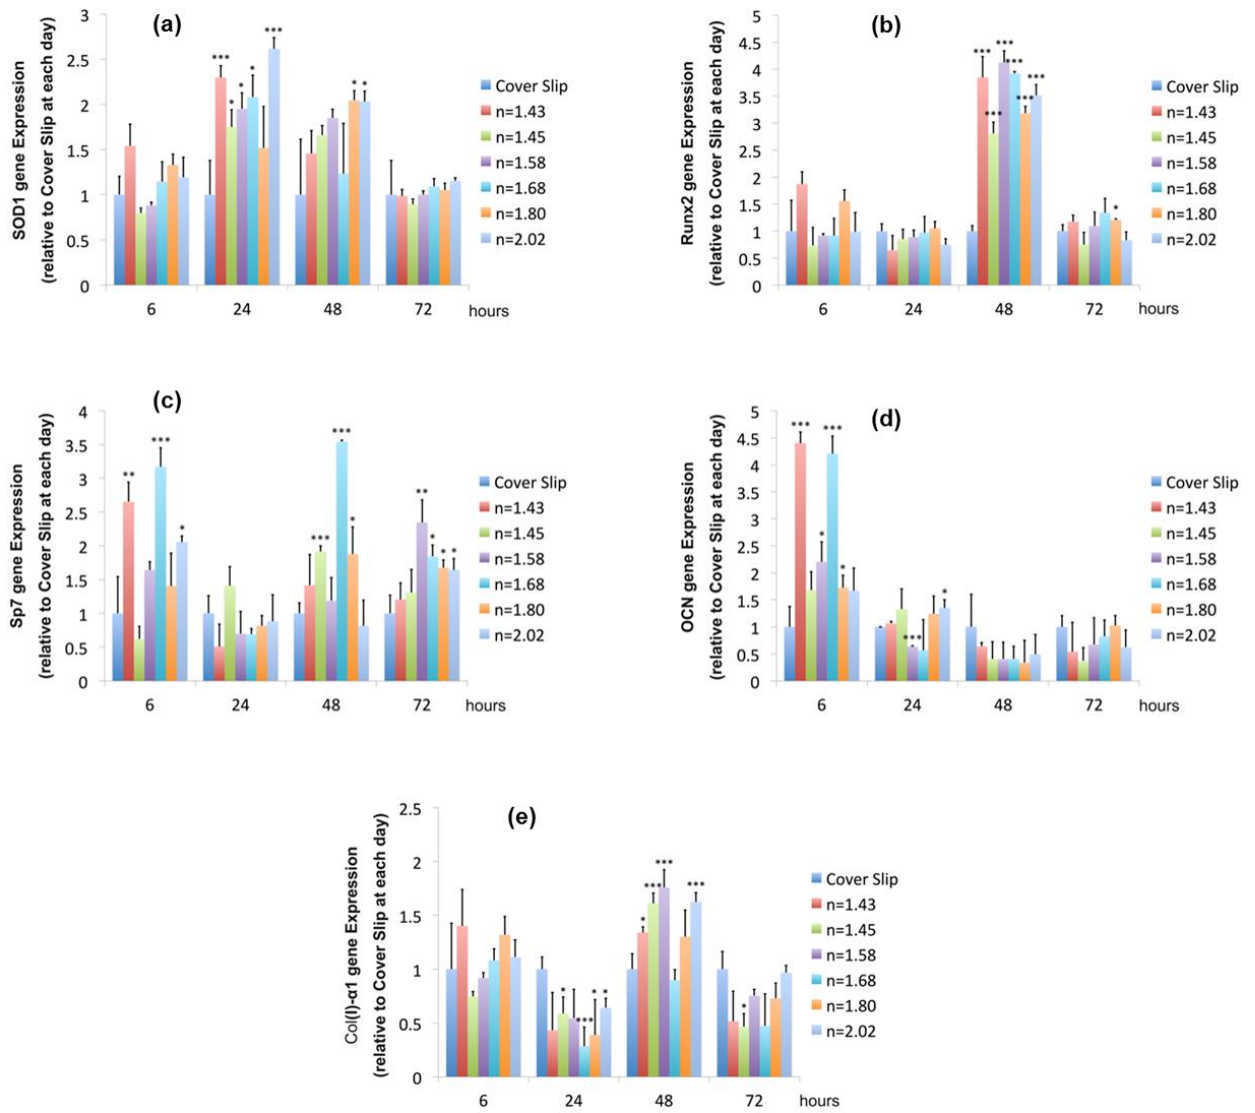 (a)
SOD1 gene Expression
(relative to Cover Slip at each day)
3
2.5
2
1.5
1
0.5
0
*** * * * *** * *
6 24 48 72 hours
Cover Slip
n=1.43
n=1.45
n=1.58
n=1.68
n=1.80
n=2.02
(b)
Runx2 gene Expression
(relative to Cover Slip at each day)
5
4.5
4
3.5
3
2.5
2
1.5
1
0.5
0
*** *** *** *** *** *** *
6 24 48 72 hours
Cover Slip
n=1.43
n=1.45
n=1.58
n=1.68
n=1.80
n=2.02
(c)
Sp7 gene Expression
(relative to Cover Slip at each day)
4
3.5
3
2.5
2
1.5
1
0.5
0
** *** * *** *** * ** * * *
6 24 48 72 hours
Cover Slip
n=1.43
n=1.45
n=1.58
n=1.68
n=1.80
n=2.02
(d)
OCN gene Expression
(relative to Cover Slip at each day)
5
4.5
4
3.5
3
2.5
2
1.5
1
0.5
0
*** * *** * *** *
6 24 48 72 hours
Cover Slip
n=1.43
n=1.45
n=1.58
n=1.68
n=1.80
n=2.02
(e)
Col(I)-α1 gene Expression
(relative to Cover Slip at each day)
2.5
2
1.5
1
0.5
0
* *** * * * *** *** *** *
6 24 48 72 hours
Cover Slip
n=1.43
n=1.45
n=1.58
n=1.68
n=1.80
n=2.02